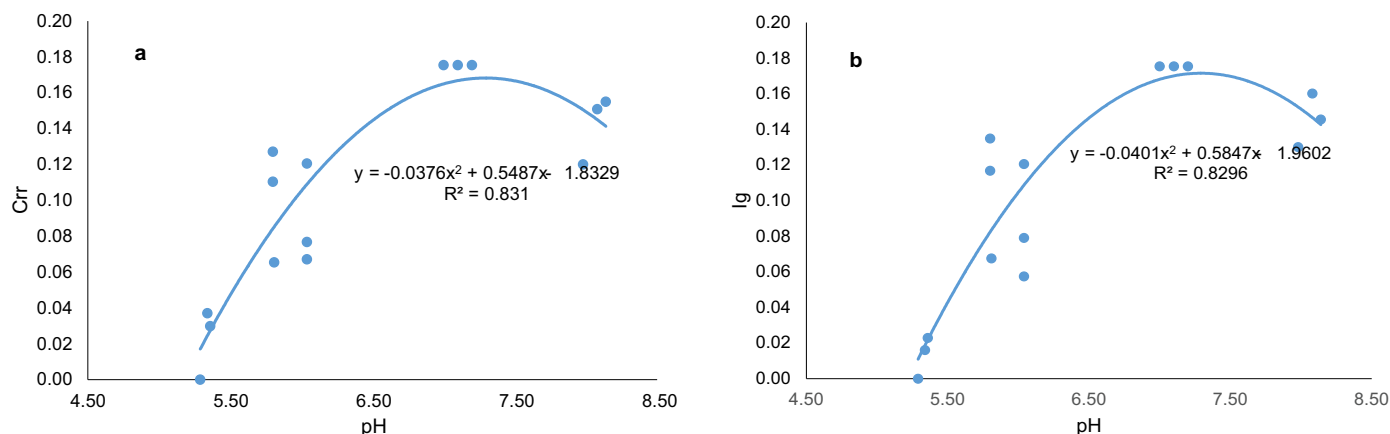 a
0.20
0.18
0.16
0.14
0.12
0.10
0.08
0.06
0.04
0.02
0.00
Crr
y = -0.0376x² + 0.5487x - 1.8329
R² = 0.831
4.50 5.50 6.50 7.50 8.50
pH
b
0.20
0.18
0.16
0.14
0.12
0.10
0.08
0.06
0.04
0.02
0.00
Ig
y = -0.0401x² + 0.5847x - 1.9602
R² = 0.8296
4.50 5.50 6.50 7.50 8.50
pH